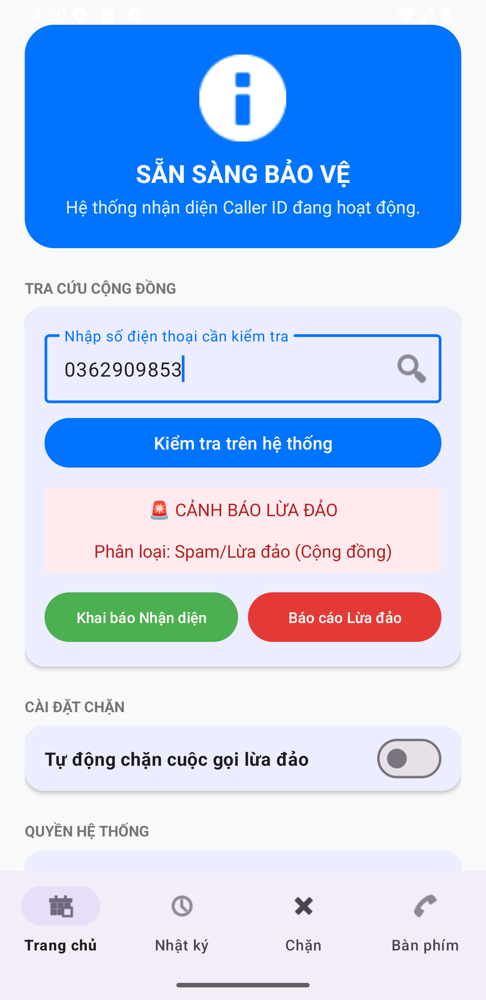 4:20
SẴN SÀNG BẢO VỆ
Hệ thống nhận diện Caller ID đang hoạt động.
TRA CỨU CỘNG ĐỒNG
Nhập số điện thoại cần kiểm tra
0362909853
Kiểm tra trên hệ thống
🚨 CẢNH BÁO LỪA ĐẢO
Phân loại: Spam/Lừa đảo (Cộng đồng)
Khai báo Nhận diện
Báo cáo Lừa đảo
CÀI ĐẶT CHẶN
Tự động chặn cuộc gọi lừa đảo
QUYỀN HỆ THỐNG
Trang chủ
Nhật ký
Chặn
Bàn phím